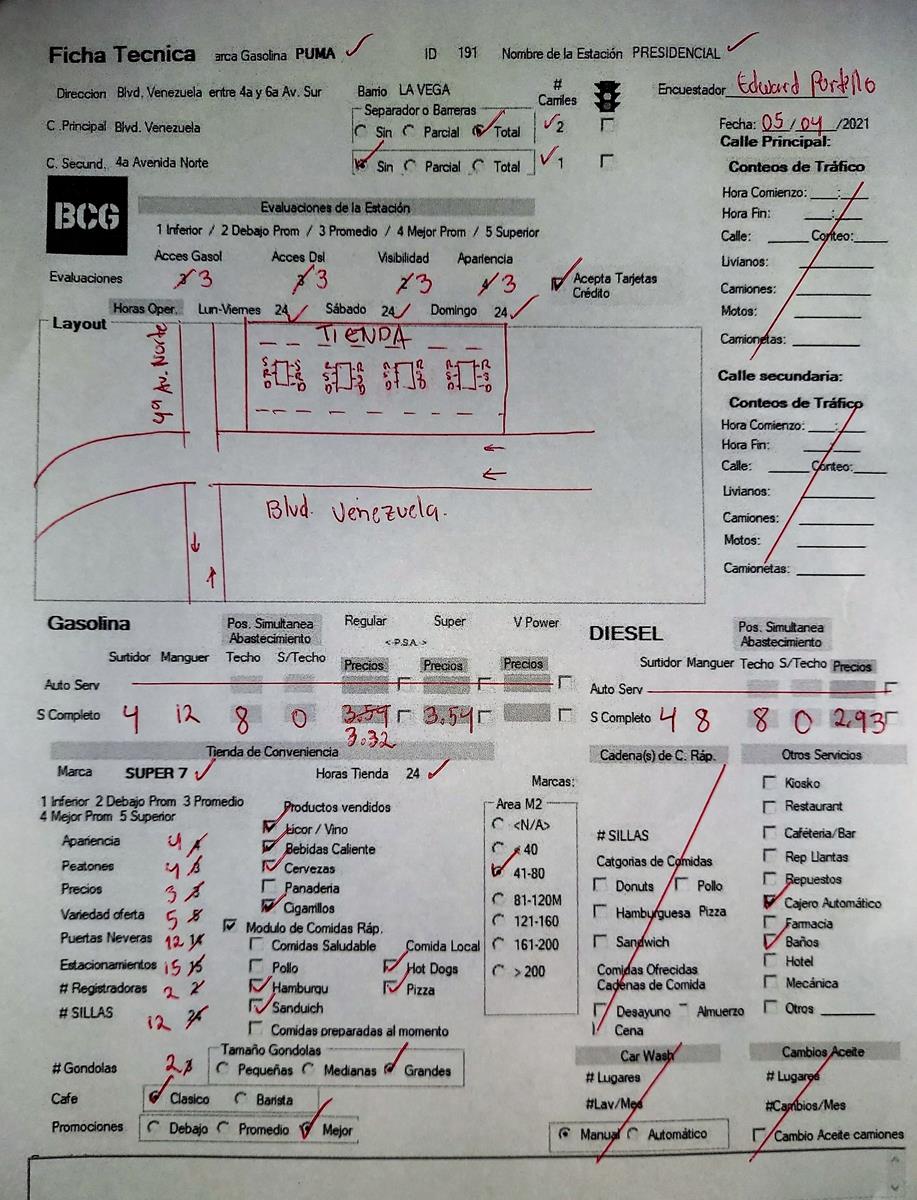 Ficha Tecnica arca Gasolina PUMA ID 191 Nombre de la Estación PRESIDENCIAL
Direccion Blvd. Venezuela entre 4a y 6a Av. Sur Barrio LA VEGA # Carriles Encuestador Edward Portillo
Separador o Barreras
C .Principal Blvd. Venezuela Sin Parcial Total 2 Fecha: 05/04/2021
Calle Principal:
C. Secund. 4a Avenida Norte Sin Parcial Total 1
Conteos de Tráfico
BCG
Hora Comienzo: __:__
Evaluaciones de la Estación
Hora Fin: __:__
1 Inferior / 2 Debajo Prom / 3 Promedio / 4 Mejor Prom / 5 Superior
Calle: ____ Conteo: ____
Acces Gasol Acces Dsl Visibilidad Apariencia
Livianos:
Evaluaciones 3 3 3 3 Acepta Tarjetas Crédito
Camiones:
Horas Oper. Lun-Viernes 24 Sábado 24 Domingo 24
Motos:
Camionetas:
Layout
TIENDA
4ª Av. Norte
S R D S R D R S D R S D R S D R S D R S D R S D
Blvd. Venezuela.
Calle secundaria:
Conteos de Tráfico
Hora Comienzo: __:__
Hora Fin: __:__
Calle: ____ Conteo: ____
Livianos:
Camiones:
Motos:
Camionetas:
Gasolina Pos. Simultanea Abastecimiento Regular Super V Power
<-P.S.A.->
Surtidor Manguer Techo S/Techo Precios Precios Precios
Auto Serv
S Completo 4 12 8 0 3.59 3.54
3.32
DIESEL Pos. Simultanea Abastecimiento
Surtidor Manguer Techo S/Techo Precios
Auto Serv
S Completo 4 8 8 0 2.93
Tienda de Conveniencia
Marca SUPER 7 Horas Tienda 24
1 Inferior 2 Debajo Prom 3 Promedio
4 Mejor Prom 5 Superior
Apariencia 4
Peatones 4
Precios 3
Variedad oferta 5
Puertas Neveras 12
Estacionamientos 15
# Registradoras 2
# SILLAS 12
# Gondolas 2
Productos vendidos
Licor / Vino
Bebidas Caliente
Cervezas
Panaderia
Cigarrillos
Modulo de Comidas Ráp.
Comidas Saludable Comida Local
Pollo Hot Dogs
Hamburgu Pizza
Sanduich
Comidas preparadas al momento
Tamaño Gondolas
Pequeñas Medianas Grandes
Cafe Clasico Barista
Promociones Debajo Promedio Mejor
Marcas:
Area M2
<N/A>
< 40
41-80
81-120M
121-160
161-200
> 200
Cadena(s) de C. Ráp.
# SILLAS
Catgorias de Comidas
Donuts Pollo
Hamburguesa Pizza
Sandwich
Comidas Ofrecidas
Cadenas de Comida
Desayuno Almuerzo
Cena
Otros Servicios
Kiosko
Restaurant
Caféteria/Bar
Rep Llantas
Repuestos
Cajero Automático
Farmacia
Baños
Hotel
Mecánica
Otros
Car Wash
# Lugares
#Lav/Mes
Manual Automático
Cambios Aceite
# Lugares
#Cambios/Mes
Cambio Aceite camiones